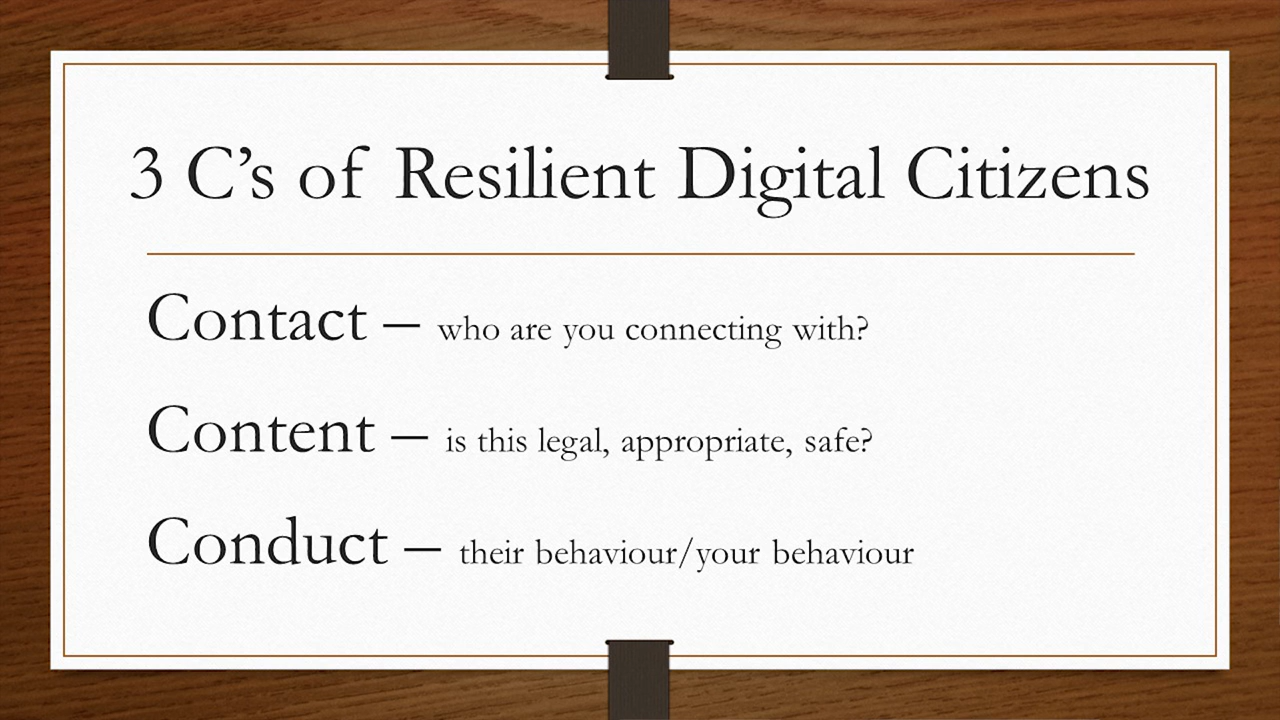 3 C’s of Resilient Digital Citizens
Contact – who are you connecting with?
Content – is this legal, appropriate, safe?
Conduct – their behaviour/your behaviour